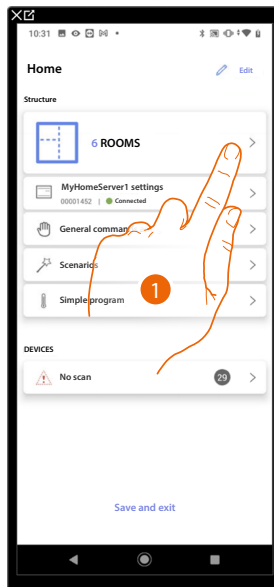 10:31
Home
Edit
Structure
6 ROOMS
MyHomeServer1 settings
00001452 | Connected
General comman
Scenarios
Simple program
1
DEVICES
No scan 29
Save and exit